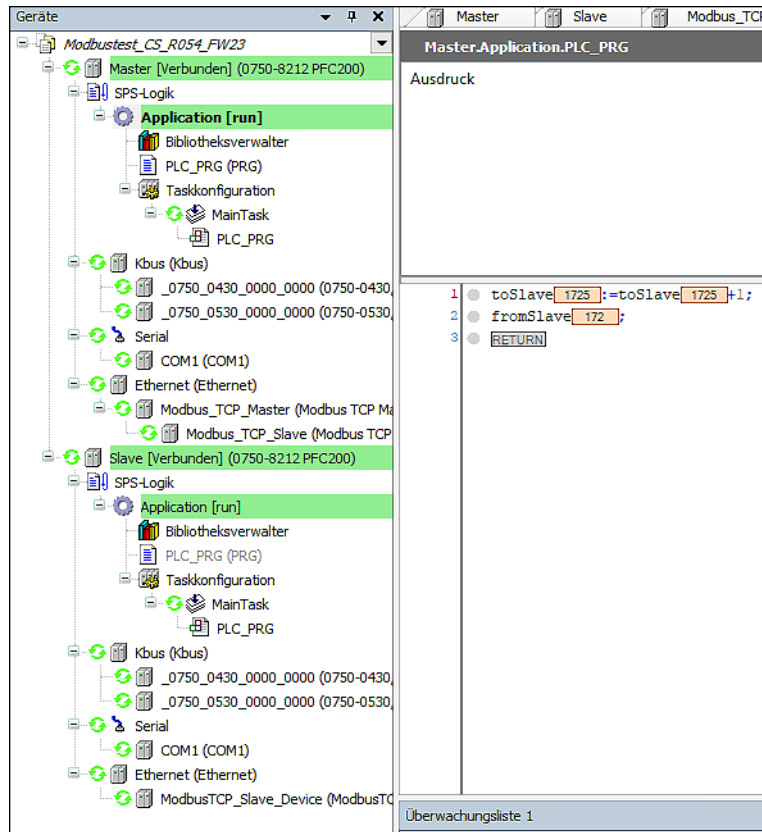 Geräte
Modbustest_CS_R054_FW23
Master [Verbunden] (0750-8212 PFC200)
SPS-Logik
Application [run]
Bibliotheksverwalter
PLC_PRG (PRG)
Taskkonfiguration
MainTask
PLC_PRG
Kbus (Kbus)
_0750_0430_0000_0000 (0750-0430,
_0750_0530_0000_0000 (0750-0530,
Serial
COM1 (COM1)
Ethernet (Ethernet)
Modbus_TCP_Master (Modbus TCP Ma
Modbus_TCP_Slave (Modbus TCP
Slave [Verbunden] (0750-8212 PFC200)
SPS-Logik
Application [run]
Bibliotheksverwalter
PLC_PRG (PRG)
Taskkonfiguration
MainTask
PLC_PRG
Kbus (Kbus)
_0750_0430_0000_0000 (0750-0430,
_0750_0530_0000_0000 (0750-0530,
Serial
COM1 (COM1)
Ethernet (Ethernet)
ModbusTCP_Slave_Device (ModbusTC
Master Slave Modbus_TCP
Master.Application.PLC_PRG
Ausdruck
1 toSlave 1725 :=toSlave 1725 +1;
2 fromSlave 172 ;
3 RETURN
Überwachungsliste 1